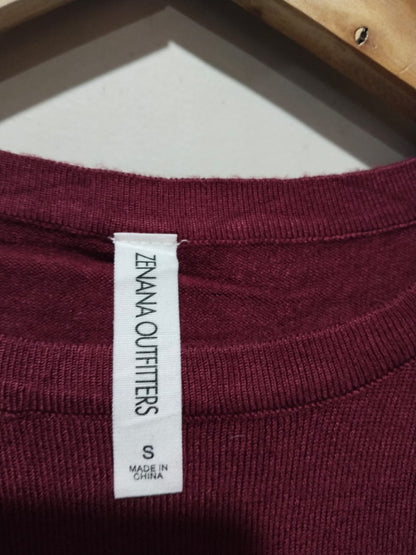 ZENANA OUTFITTERS
S
MADE IN
CHINA